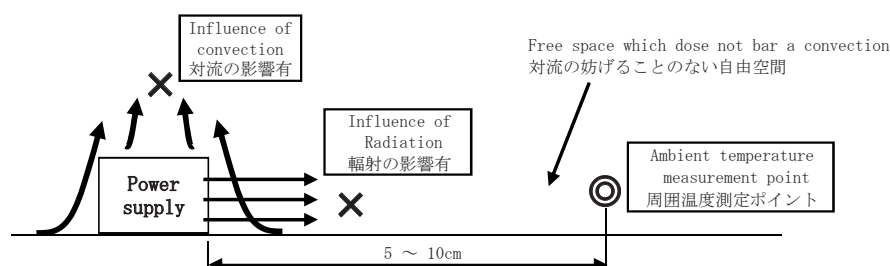 Influence of
convection
対流の影響有
Free space which dose not bar a convection
対流の妨げることのない自由空間
Influence of
Radiation
輻射の影響有
Ambient temperature
measurement point
周囲温度測定ポイント
Power
supply
5 ～ 10cm